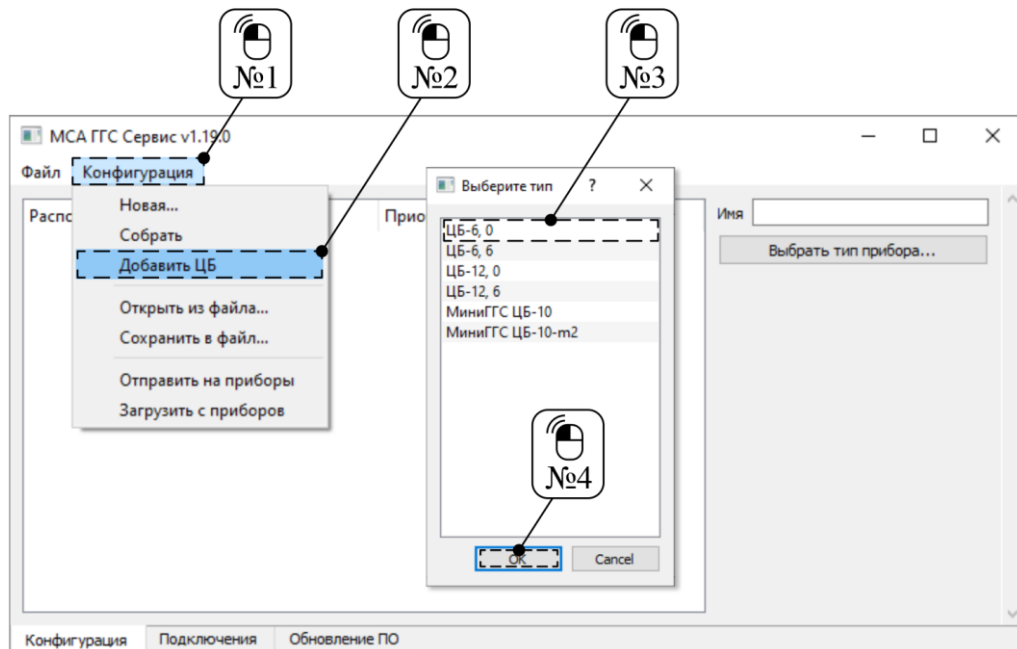 №1 №2 №3
МСА ГГС Сервис v1.19.0
Файл Конфигурация
Новая...
Собрать
Добавить ЦБ
Открыть из файла...
Сохранить в файл...
Отправить на приборы
Загрузить с приборов
Распо
Прио
Выберите тип ?
ЦБ-6, 0
ЦБ-6, 6
ЦБ-12, 0
ЦБ-12, 6
МиниГГС ЦБ-10
МиниГГС ЦБ-10-m2
№4
OK Cancel
Имя
Выбрать тип прибора...
Конфигурация Подключения Обновление ПО